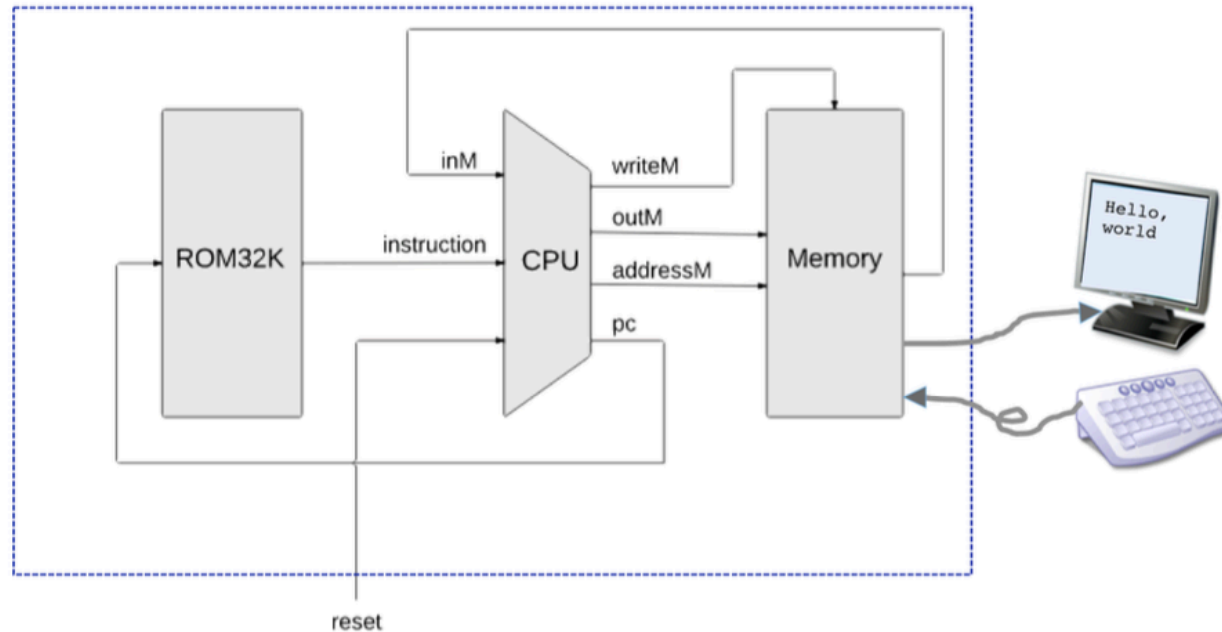 inM
writeM
outM
instruction
ROM32K
CPU
addressM
Memory
pc
Hello,
world
reset